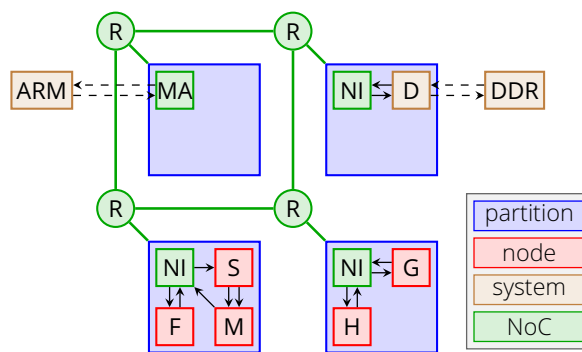 R R
ARM MA NI D DDR
R R
partition
NI S NI G node
system
F M H NoC